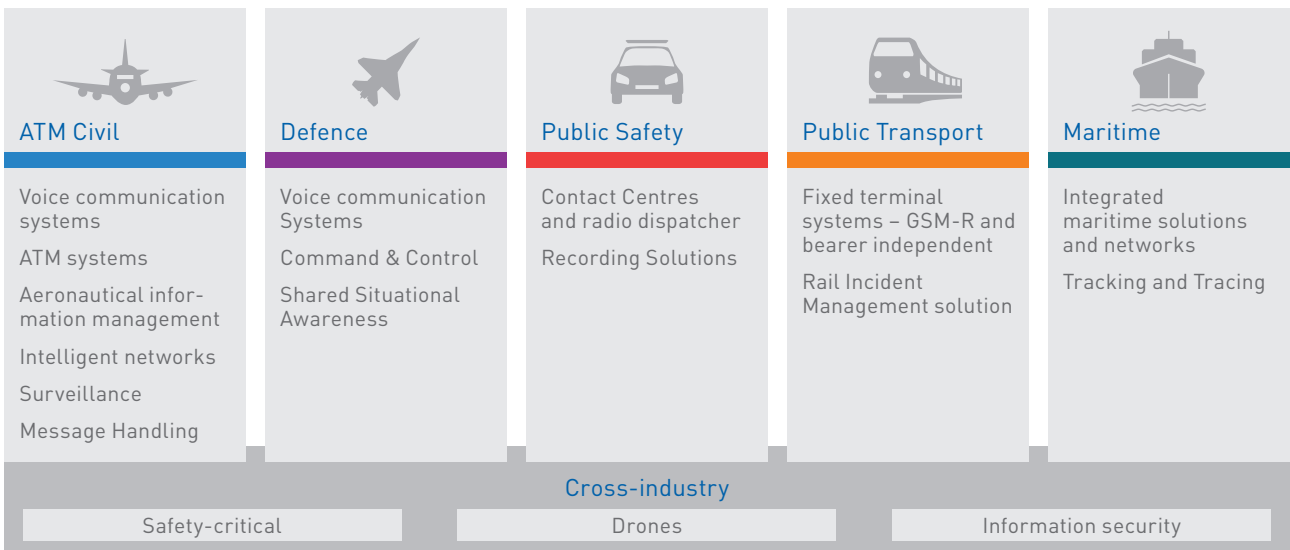 ATM Civil
Voice communication
systems
ATM systems
Aeronautical infor-
mation management
Intelligent networks
Surveillance
Message Handling
Defence
Voice communication
Systems
Command & Control
Shared Situational
Awareness
Public Safety
Contact Centres
and radio dispatcher
Recording Solutions
Public Transport
Fixed terminal
systems – GSM-R and
bearer independent
Rail Incident
Management solution
Maritime
Integrated
maritime solutions
and networks
Tracking and Tracing
Cross-industry
Safety-critical
Drones
Information security